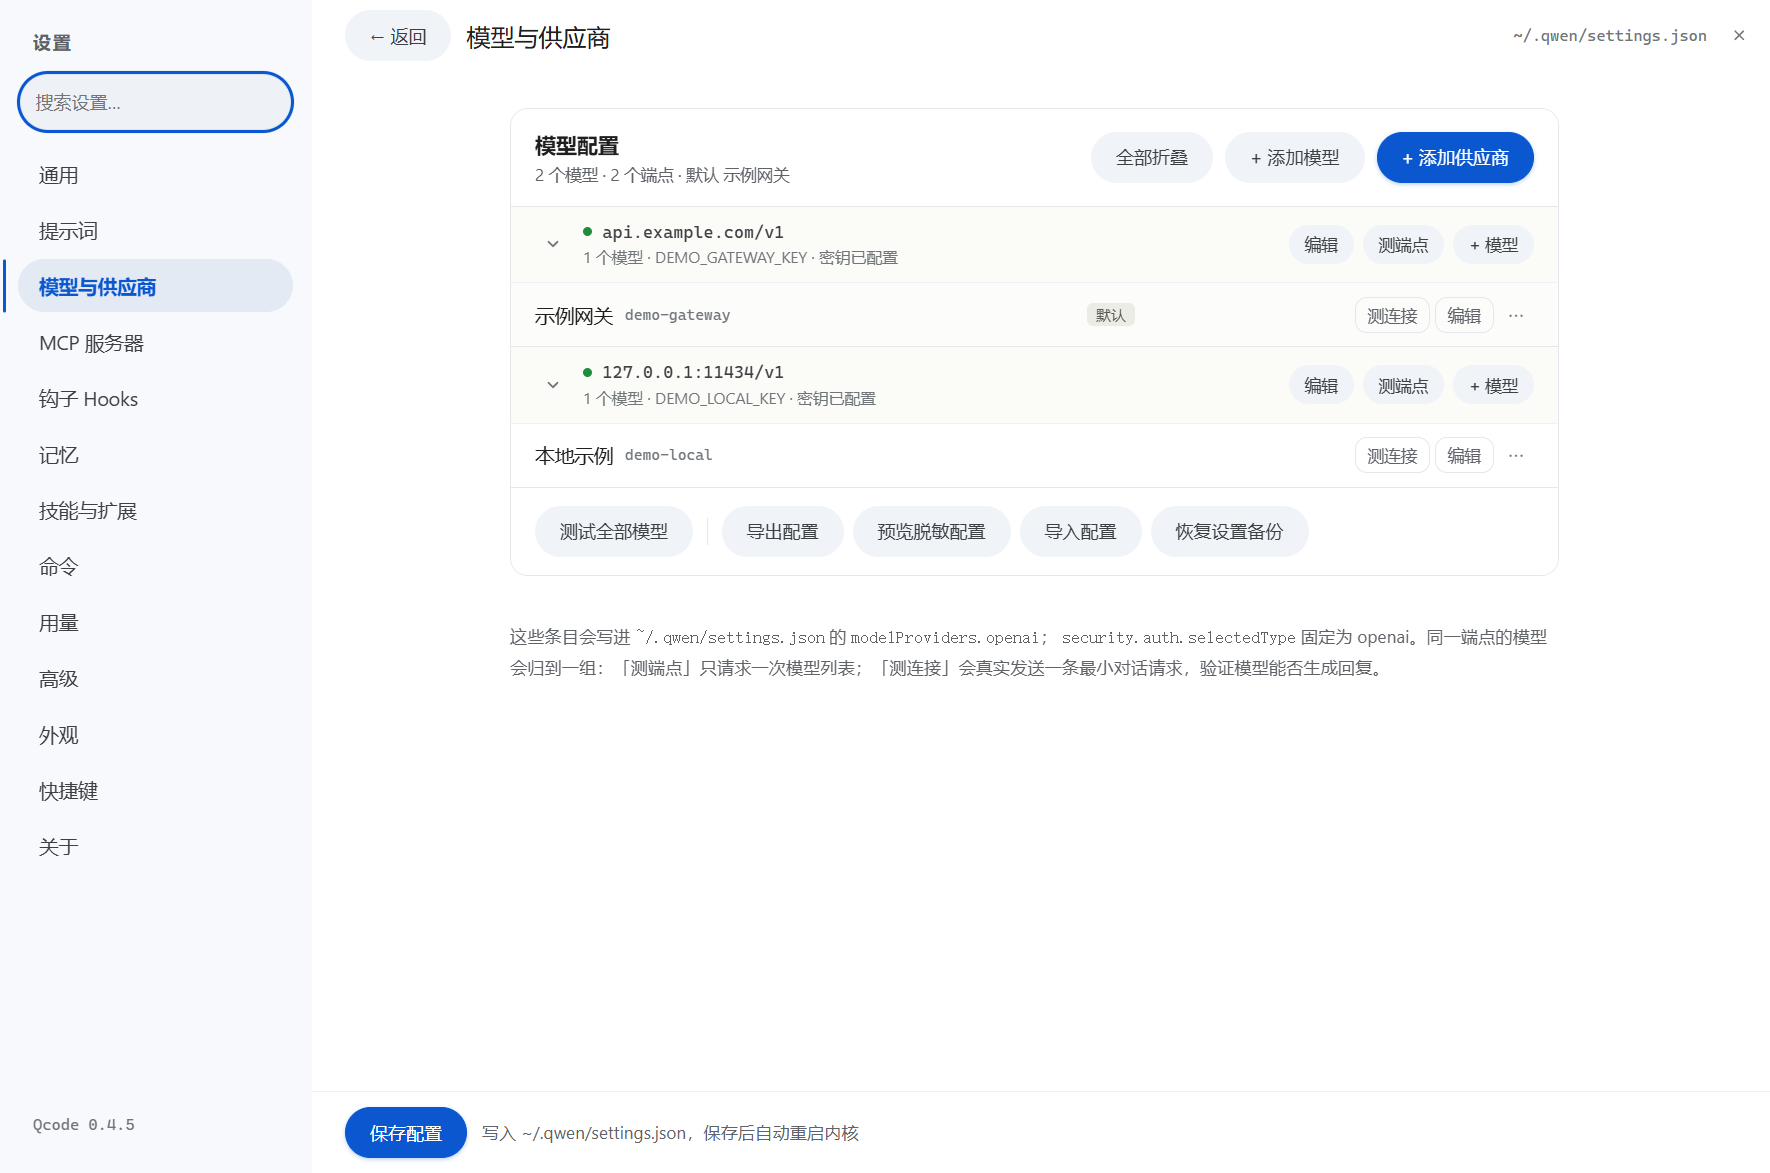 设置
搜索设置...
通用
提示词
模型与供应商
MCP 服务器
钩子 Hooks
记忆
技能与扩展
命令
用量
高级
外观
快捷键
关于
Qcode 0.4.5
← 返回
模型与供应商
~/.qwen/settings.json ×
模型配置
2 个模型 · 2 个端点 · 默认 示例网关
全部折叠
+ 添加模型
+ 添加供应商
api.example.com/v1
1 个模型 · DEMO_GATEWAY_KEY · 密钥已配置
编辑
测端点
+ 模型
示例网关 demo-gateway
默认
测连接
编辑
···
127.0.0.1:11434/v1
1 个模型 · DEMO_LOCAL_KEY · 密钥已配置
编辑
测端点
+ 模型
本地示例 demo-local
测连接
编辑
···
测试全部模型
导出配置
预览脱敏配置
导入配置
恢复设置备份
这些条目会写进 ~/.qwen/settings.json 的 modelProviders.openai； security.auth.selectedType 固定为 openai。同一端点的模型
会归到一组：「测端点」只请求一次模型列表；「测连接」会真实发送一条最小对话请求，验证模型能否生成回复。
保存配置
写入 ~/.qwen/settings.json，保存后自动重启内核